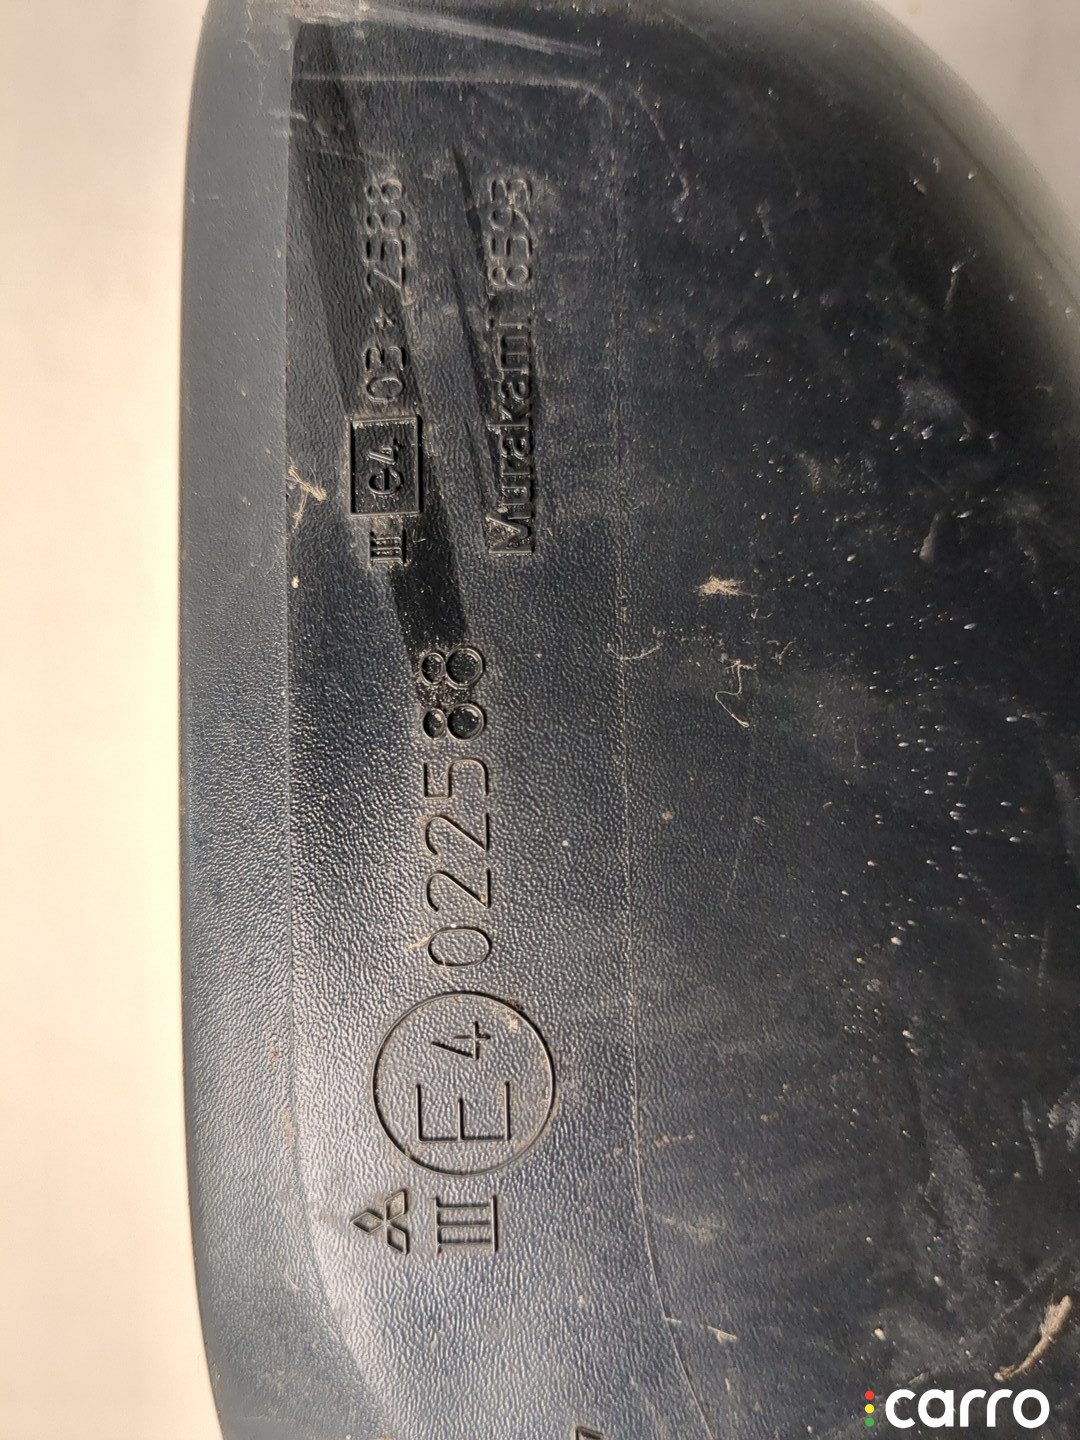 III e4 03*2588
III E4 022588
Murakami 8593
carro